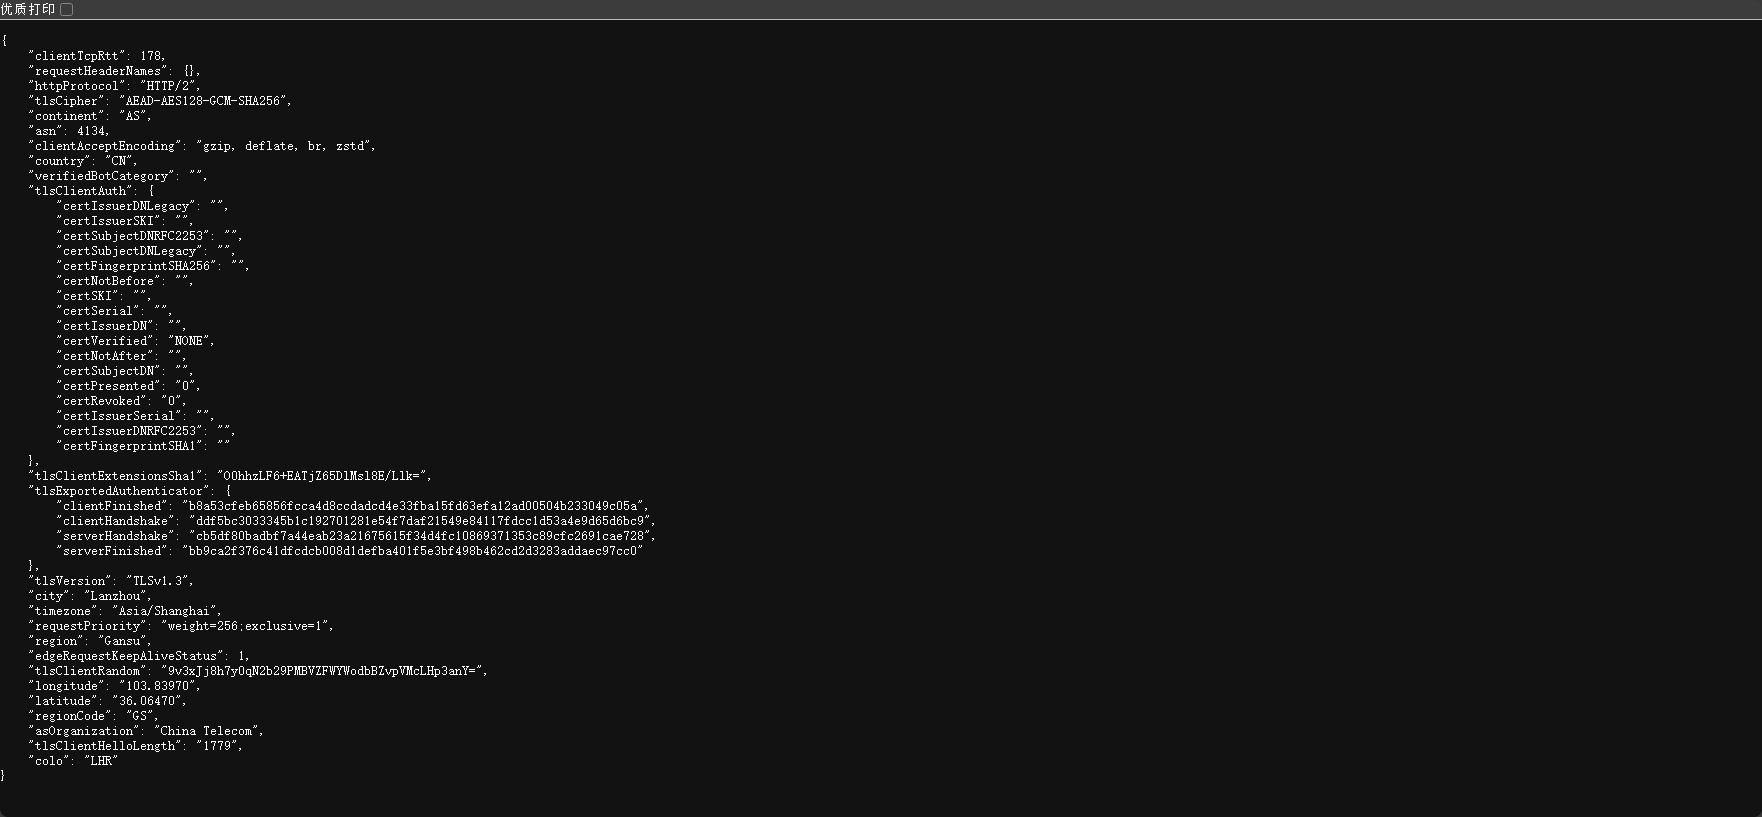 优质打印
{
    "clientTcpRtt": 178,
    "requestHeaderNames": {},
    "httpProtocol": "HTTP/2",
    "tlsCipher": "AEAD-AES128-GCM-SHA256",
    "continent": "AS",
    "asn": 4134,
    "clientAcceptEncoding": "gzip, deflate, br, zstd",
    "country": "CN",
    "verifiedBotCategory": "",
    "tlsClientAuth": {
        "certIssuerDNLegacy": "",
        "certIssuerSKI": "",
        "certSubjectDNRFC2253": "",
        "certSubjectDNLegacy": "",
        "certFingerprintSHA256": "",
        "certNotBefore": "",
        "certSKI": "",
        "certSerial": "",
        "certIssuerDN": "",
        "certVerified": "NONE",
        "certNotAfter": "",
        "certSubjectDN": "",
        "certPresented": "0",
        "certRevoked": "0",
        "certIssuerSerial": "",
        "certIssuerDNRFC2253": "",
        "certFingerprintSHA1": ""
    },
    "tlsClientExtensionsSha1": "OOhhzLF6+EATjZ65DlMsl8E/Llk=",
    "tlsExportedAuthenticator": {
        "clientFinished": "b8a53cfeb65856fcca4d8ccdadcd4e33fba15fd63efa12ad00504b233049c05a",
        "clientHandshake": "ddf5bc3033345b1c192701281e54f7daf21549e84117fdcc1d53a4e9d65d6bc9",
        "serverHandshake": "cb5df80badbf7a44eab23a21675615f34d4fc10869371353c89cfc2691cae728",
        "serverFinished": "bb9ca2f376c41dfcdcb008d1defba401f5e3bf498b462cd2d3283addaec97cc0"
    },
    "tlsVersion": "TLSv1.3",
    "city": "Lanzhou",
    "timezone": "Asia/Shanghai",
    "requestPriority": "weight=256;exclusive=1",
    "region": "Gansu",
    "edgeRequestKeepAliveStatus": 1,
    "tlsClientRandom": "9v3xJj8h7y0qN2b29PMBVZFWYWodbBZvpVMcLHp3anY=",
    "longitude": "103.83970",
    "latitude": "36.06470",
    "regionCode": "GS",
    "asOrganization": "China Telecom",
    "tlsClientHelloLength": "1779",
    "colo": "LHR"
}